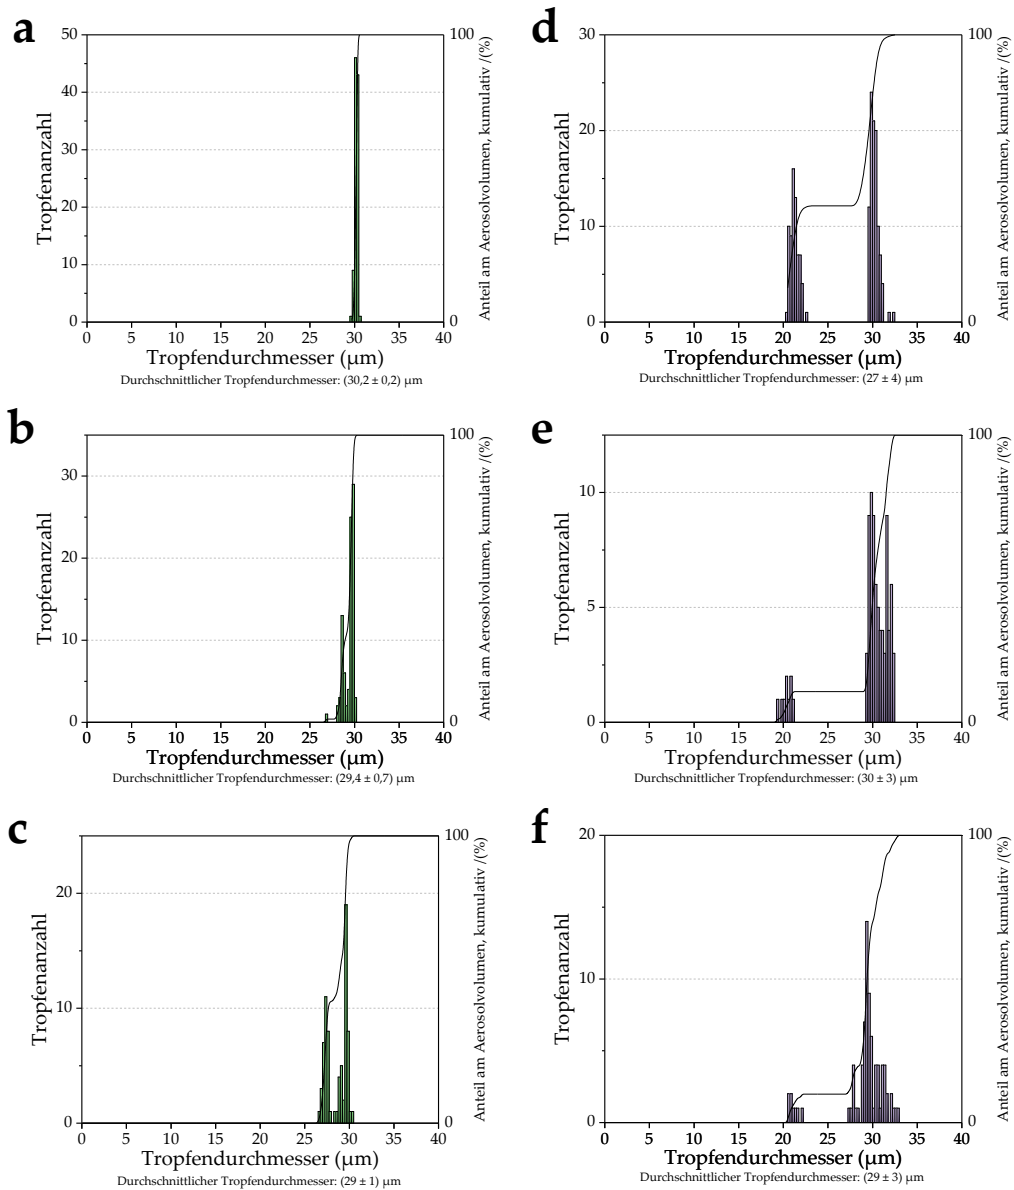 a
50
40
30
20
10
0
100
0
0 5 10 15 20 25 30 35 40
Tropfenanzahl
Anteil am Aerosolvolumen, kumulativ /(%)
Tropfendurchmesser (µm)
Durchschnittlicher Tropfendurchmesser: (30,2 ± 0,2) µm
d
30
20
10
0
100
0
0 5 10 15 20 25 30 35 40
Tropfenanzahl
Anteil am Aerosolvolumen, kumulativ /(%)
Tropfendurchmesser (µm)
Durchschnittlicher Tropfendurchmesser: (27 ± 4) µm
b
30
20
10
0
100
0
0 5 10 15 20 25 30 35 40
Tropfenanzahl
Anteil am Aerosolvolumen, kumulativ /(%)
Tropfendurchmesser (µm)
Durchschnittlicher Tropfendurchmesser: (29,4 ± 0,7) µm
e
10
5
0
100
0
0 5 10 15 20 25 30 35 40
Tropfenanzahl
Anteil am Aerosolvolumen, kumulativ /(%)
Tropfendurchmesser (µm)
Durchschnittlicher Tropfendurchmesser: (30 ± 3) µm
c
20
10
0
100
0
0 5 10 15 20 25 30 35 40
Tropfenanzahl
Anteil am Aerosolvolumen, kumulativ /(%)
Tropfendurchmesser (µm)
Durchschnittlicher Tropfendurchmesser: (29 ± 1) µm
f
20
10
0
100
0
0 5 10 15 20 25 30 35 40
Tropfenanzahl
Anteil am Aerosolvolumen, kumulativ /(%)
Tropfendurchmesser (µm)
Durchschnittlicher Tropfendurchmesser: (29 ± 3) µm